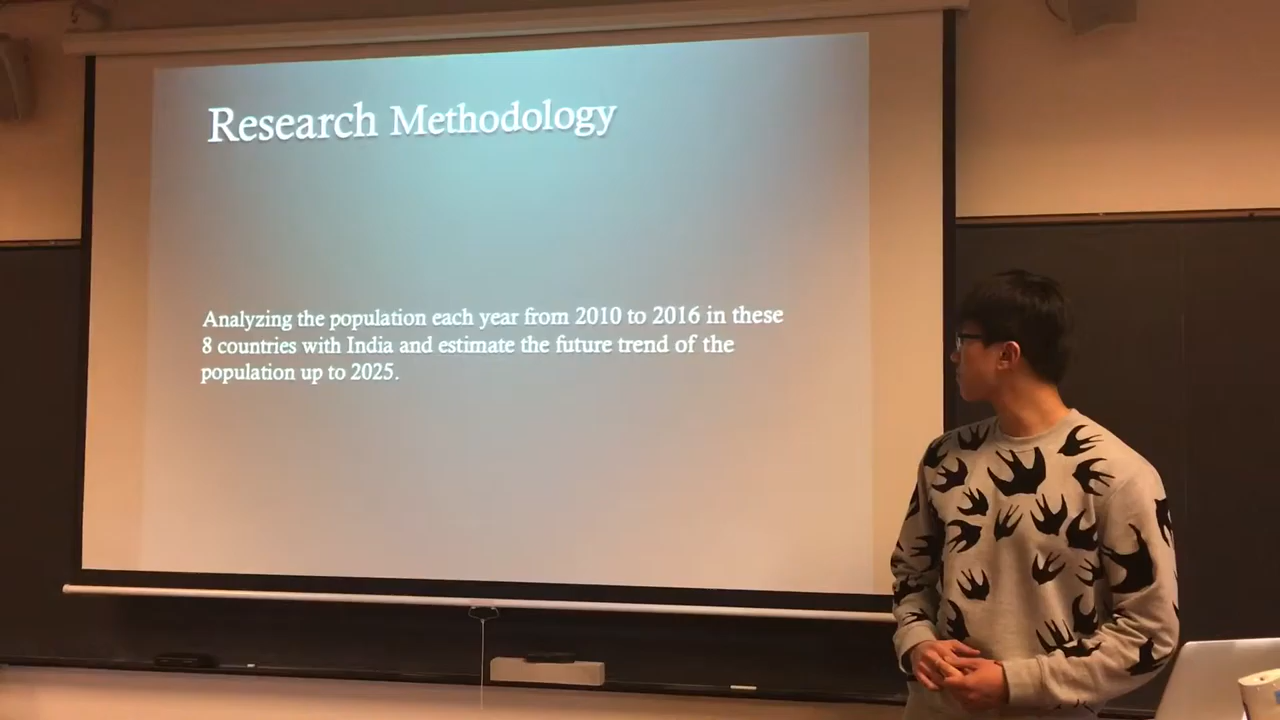 Research Methodology
Analyzing the population each year from 2010 to 2016 in these
8 countries with India and estimate the future trend of the
population up to 2025.